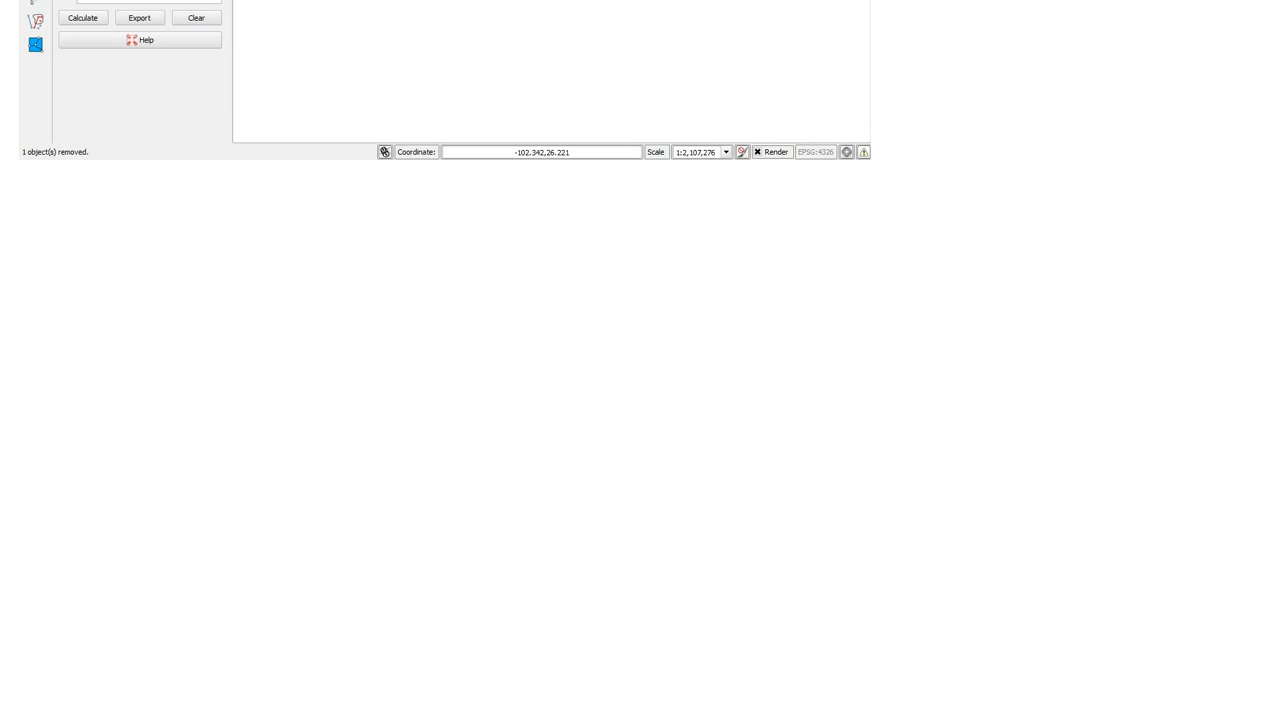 Calculate Export Clear
Help
1 object(s) removed. Coordinate: -102.342,26.221 Scale 1:2,107,276 Render EPSG:4326